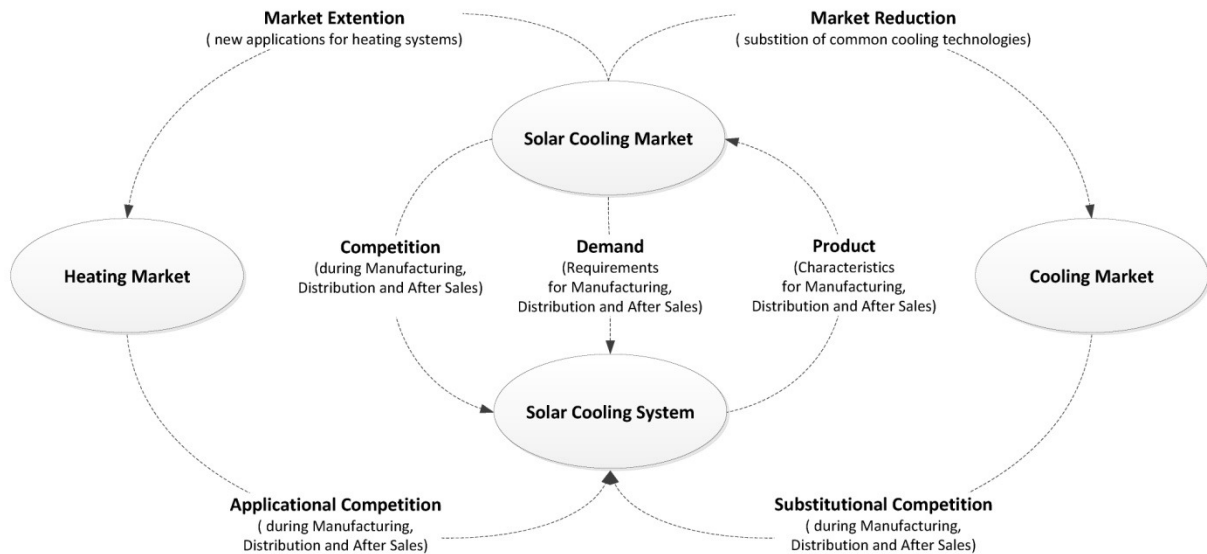 Market Extention
( new applications for heating systems)
Market Reduction
( substition of common cooling technologies)
Solar Cooling Market
Heating Market
Competition
(during Manufacturing,
Distribution and After Sales)
Demand
(Requirements
for Manufacturing,
Distribution and After Sales)
Product
(Characteristics
for Manufacturing,
Distribution and After Sales)
Cooling Market
Solar Cooling System
Applicational Competition
( during Manufacturing,
Distribution and After Sales)
Substitutional Competition
( during Manufacturing,
Distribution and After Sales)